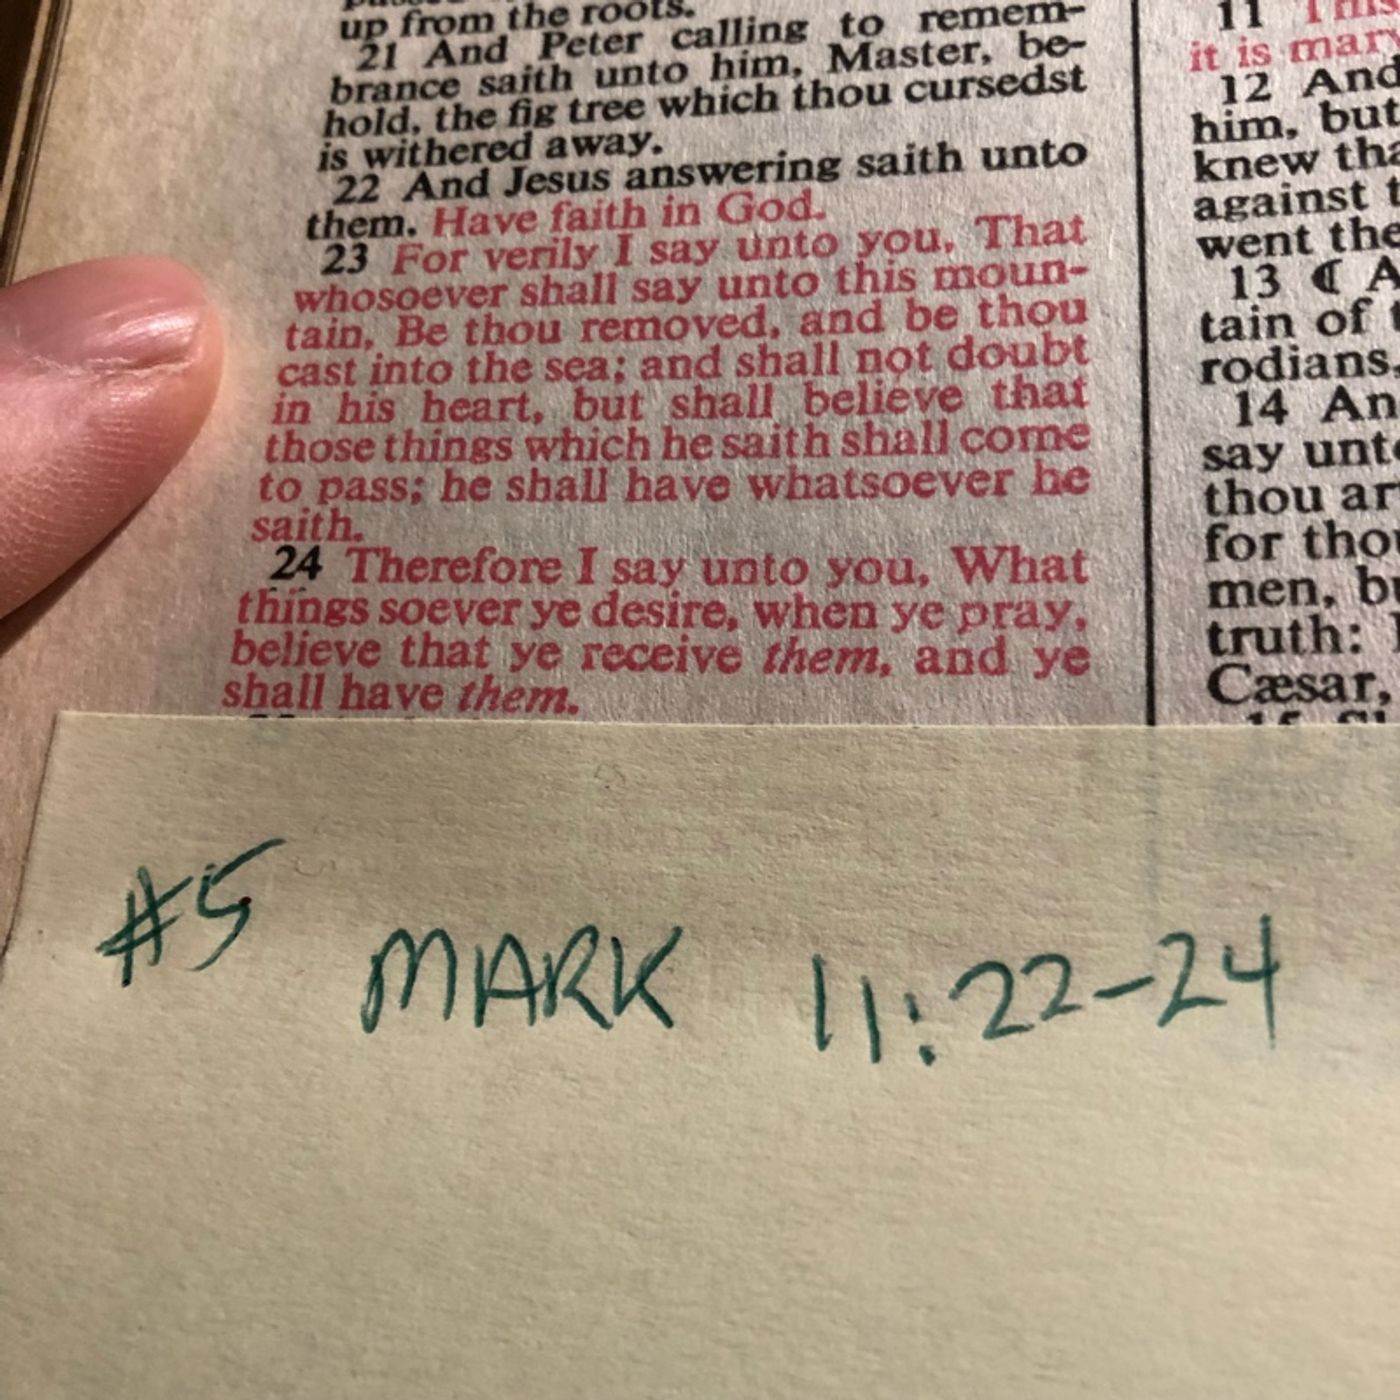 up from the roots.
21 And Peter calling to remem-
brance saith unto him, Master, be-
hold, the fig tree which thou cursedst
is withered away.
22 And Jesus answering saith unto
them. Have faith in God.
23 For verily I say unto you, That
whosoever shall say unto this moun-
tain, Be thou removed, and be thou
cast into the sea; and shall not doubt
in his heart, but shall believe that
those things which he saith shall come
to pass; he shall have whatsoever he
saith.
24 Therefore I say unto you, What
things soever ye desire, when ye pray,
believe that ye receive them, and ye
shall have them.
11 This
it is
12 And
him, but
knew
against
went the
13 ¶
tain of
rodians,
14
say
thou
for
men,
truth:
Cæsar,
#5
MARK 11:22-24